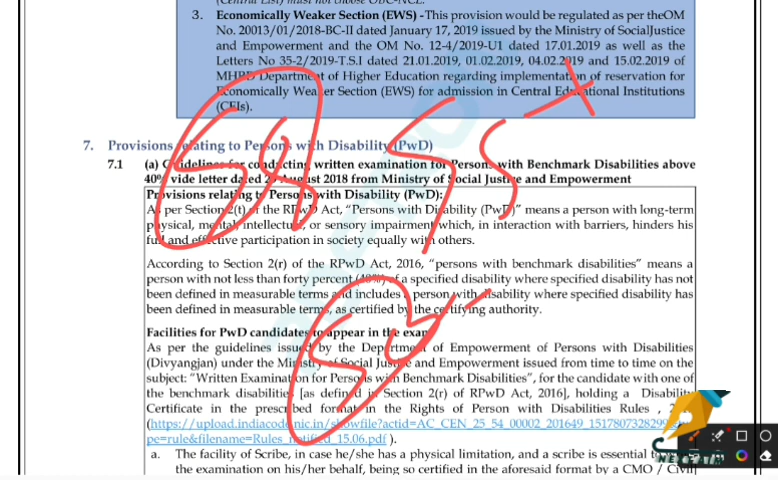 3. Economically Weaker Section (EWS) - This provision would be regulated as per theOM
No. 20013/01/2018-BC-II dated January 17, 2019 issued by the Ministry of SocialJustice
and Empowerment and the OM No. 12-4/2019-U1 dated 17.01.2019 as well as the
Letters No 35-2/2019-T.S.I dated 21.01.2019, 01.02.2019, 04.02.2019 and 15.02.2019 of
MHRD Department of Higher Education regarding implementation of reservation for
Economically Weaker Section (EWS) for admission in Central Educational Institutions
(CEIs).
7. Provisions relating to Persons with Disability (PwD)
7.1 (a) Guidelines for conducting written examination for Persons with Benchmark Disabilities above
40% vide letter dated 29 August 2018 from Ministry of Social Justice and Empowerment
Provisions relating to Persons with Disability (PwD):
As per Section 2(t) of the RPwD Act, “Persons with Disability (PwD)” means a person with long-term
physical, mental, intellectual, or sensory impairment which, in interaction with barriers, hinders his
full and effective participation in society equally with others.
According to Section 2(r) of the RPwD Act, 2016, “persons with benchmark disabilities” means a
person with not less than forty percent (40%) of a specified disability where specified disability has not
been defined in measurable terms and includes a person with disability where specified disability has
been defined in measurable terms, as certified by the certifying authority.
Facilities for PwD candidates to appear in the exam
As per the guidelines issued by the Department of Empowerment of Persons with Disabilities
(Divyangjan) under the Ministry of Social Justice and Empowerment issued from time to time on the
subject: “Written Examination for Persons with Benchmark Disabilities”, for the candidate with one of
the benchmark disabilities [as defined in Section 2(r) of RPwD Act, 2016], holding a Disability
Certificate in the prescribed format in the Rights of Person with Disabilities Rules ,
(https://upload.indiacode.nic.in/showfile?actid=AC_CEN_25_54_00002_201649_1517807328299
pe=rule&filename=Rules_notified_15.06.pdf ).
a. The facility of Scribe, in case he/she has a physical limitation, and a scribe is essential
the examination on his/her behalf, being so certified in the aforesaid format by a CMO / Civil